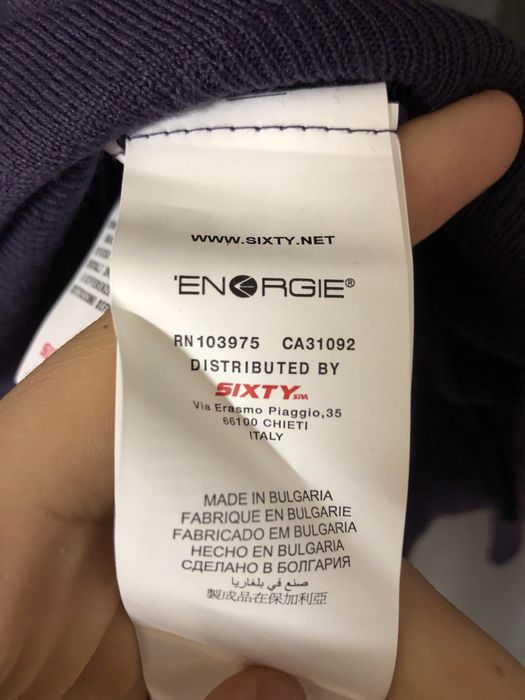 WWW.SIXTY.NET
'ENERGIE®
RN103975 CA31092
DISTRIBUTED BY
SIXTY SPA
Via Erasmo Piaggio,35
66100 CHIETI
ITALY
MADE IN BULGARIA
FABRIQUE EN BULGARIE
FABRICADO EM BULGARIA
HECHO EN BULGARIA
СДЕЛАНО В БОЛГАРИЯ
صنع في بلغاريا
製成品在保加利亞